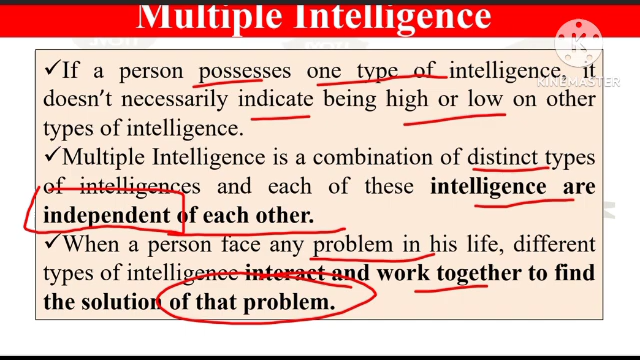 Multiple Intelligence
KINEMASTER
✓If a person possesses one type of intelligence, it
doesn't necessarily indicate being high or low on other
types of intelligence.
✓Multiple Intelligence is a combination of distinct types
of intelligences and each of these intelligence are
independent of each other.
✓When a person face any problem in his life, different
types of intelligence interact and work together to find
the solution of that problem.